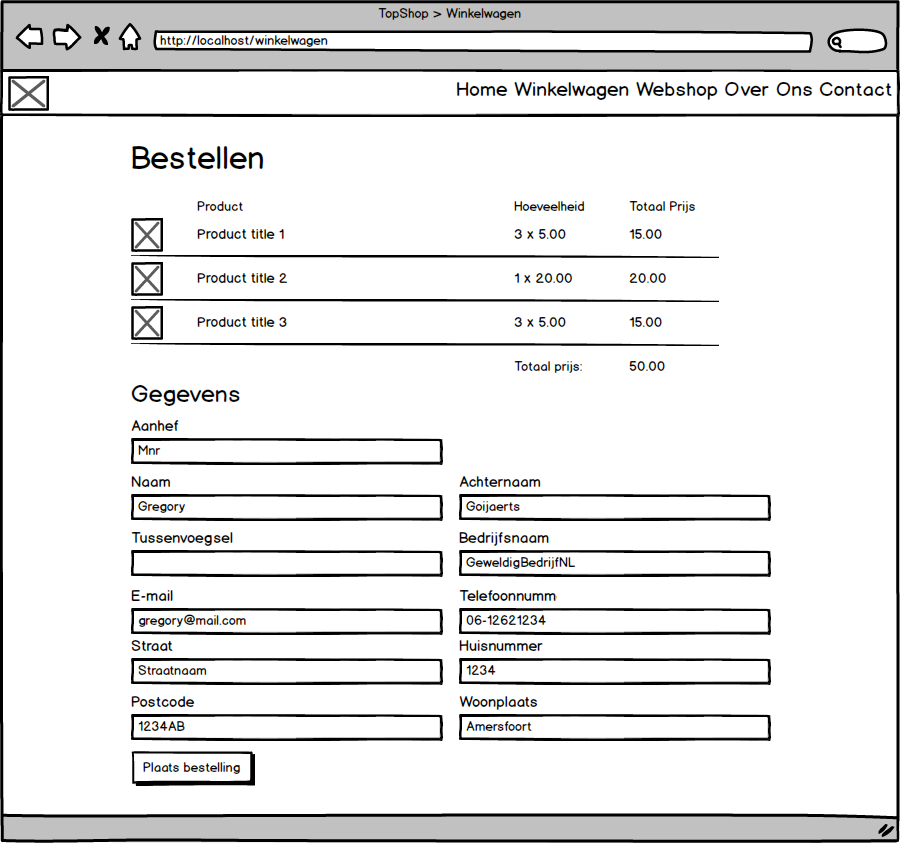 TopShop > Winkelwagen
http://localhost/winkelwagen
Home Winkelwagen Webshop Over Ons Contact
Bestellen
Product Hoeveelheid Totaal Prijs
Product title 1 3 x 5.00 15.00
Product title 2 1 x 20.00 20.00
Product title 3 3 x 5.00 15.00
Totaal prijs: 50.00
Gegevens
Aanhef
Mnr
Naam Achternaam
Gregory Goijaerts
Tussenvoegsel Bedrijfsnaam
GeweldigBedrijfNL
E-mail Telefoonnumm
gregory@mail.com 06-12621234
Straat Huisnummer
Straatnaam 1234
Postcode Woonplaats
1234AB Amersfoort
Plaats bestelling